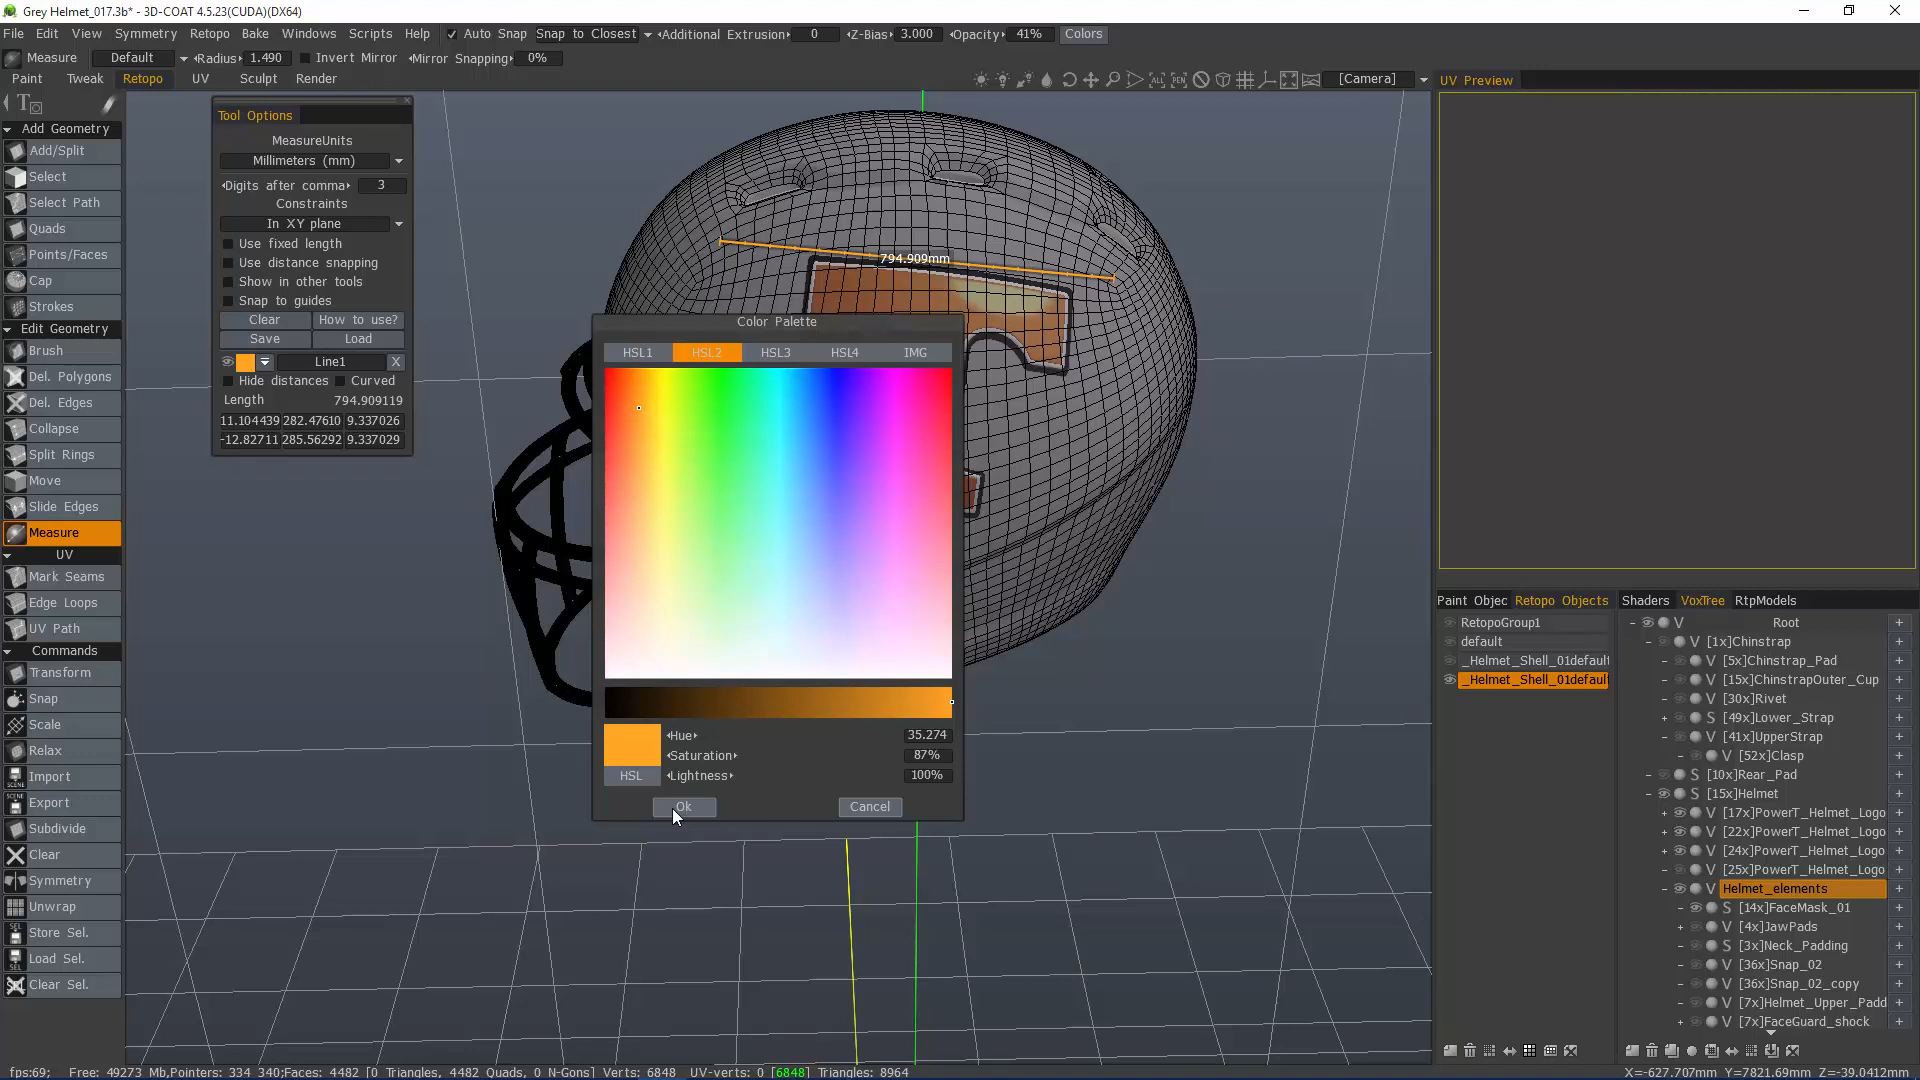 Grey Helmet_017.3b* - 3D-COAT 4.5.23(CUDA)(DX64)
File Edit View Symmetry Retopo Bake Windows Scripts Help Auto Snap Snap to Closest Additional Extrusion 0 Z-Bias 3.000 Opacity 41% Colors
Measure Default Radius 1.490 Invert Mirror Mirror Snapping 0%
Paint Tweak Retopo UV Sculpt Render [Camera] UV Preview
Add Geometry
Add/Split
Select
Select Path
Quads
Points/Faces
Cap
Strokes
Edit Geometry
Brush
Del. Polygons
Del. Edges
Collapse
Split Rings
Move
Slide Edges
Measure
UV
Mark Seams
Edge Loops
UV Path
Commands
Transform
Snap
Scale
Relax
Import
Export
Subdivide
Clear
Symmetry
Unwrap
Store Sel.
Load Sel.
Clear Sel.
Tool Options
MeasureUnits
Millimeters (mm)
Digits after comma 3
Constraints
In XY plane
Use fixed length
Use distance snapping
Show in other tools
Snap to guides
Clear How to use?
Save Load
Line1 X
Hide distances Curved
Length 794.909119
11.104439 282.47610 9.337026
-12.82711 285.56292 9.337029
794.909mm
Color Palette
HSL1 HSL2 HSL3 HSL4 IMG
Hue 35.274
Saturation 87%
HSL Lightness 100%
Ok Cancel
Paint Objec Retopo Objects
RetopoGroup1
default
_Helmet_Shell_01default
_Helmet_Shell_01default
Shaders VoxTree RtpModels
V Root +
V [1x]Chinstrap
V [5x]Chinstrap_Pad +
V [15x]ChinstrapOuter_Cup +
V [30x]Rivet +
S [49x]Lower_Strap +
V [41x]UpperStrap +
V [52x]Clasp +
S [10x]Rear_Pad +
S [15x]Helmet +
V [17x]PowerT_Helmet_Logo +
V [22x]PowerT_Helmet_Logo +
V [24x]PowerT_Helmet_Logo +
V [25x]PowerT_Helmet_Logo +
V Helmet_elements +
S [14x]FaceMask_01 +
V [4x]JawPads +
S [3x]Neck_Padding +
V [36x]Snap_02 +
V [36x]Snap_02_copy +
V [7x]Helmet_Upper_Padd +
V [7x]FaceGuard_shock +
fps:69; Free: 49273 Mb,Pointers: 334 340;Faces: 4482 [0 Triangles, 4482 Quads, 0 N-Gons] Verts: 6848 UV-verts: 0 [6848] Triangles: 8964 X=-627.707mm Y=7821.69mm Z=-39.0412mm